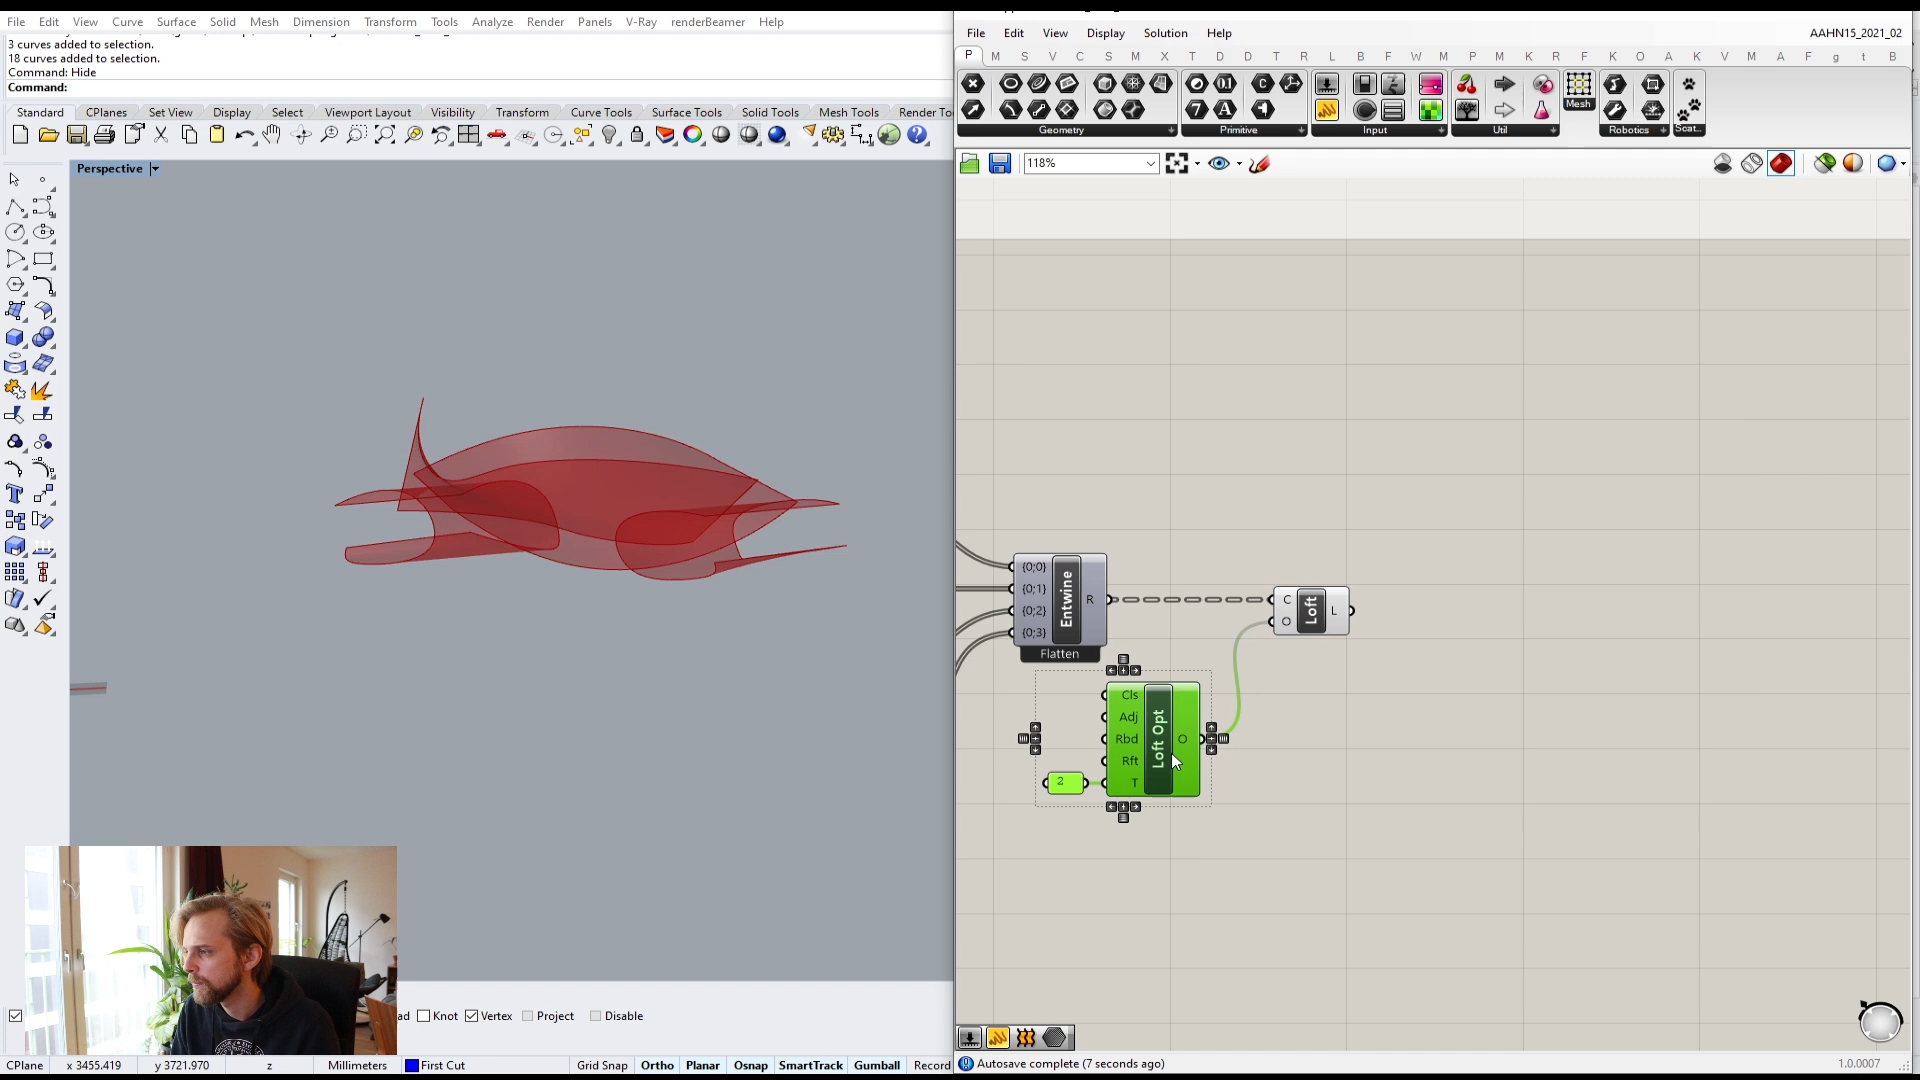 File Edit View Curve Surface Solid Mesh Dimension Transform Tools Analyze Render Panels V-Ray renderBeamer Help
3 curves added to selection.
18 curves added to selection.
Command: Hide
Command:
Standard CPlanes Set View Display Select Viewport Layout Visibility Transform Curve Tools Surface Tools Solid Tools Mesh Tools Render To
Perspective
File Edit View Solution Help
AAHN15_2021_02
P M S V C S M X T D D T R L B F W M P M K R F R K O A K V M A F g t B
Geometry Primitive Input Util Mesh Robotics Scat..
118%
{0;0}
{0;1}
{0;2}
{0;3}
Entwine
R
Flatten
C
O
Loft
L
Cls
Adj
Rbd
Rft
T
Loft Opt
O
2
ad Knot Vertex Project Disable
CPlane x 3455.419 y 3721.970 z Millimeters First Cut Grid Snap Ortho Planar Osnap SmartTrack Gumball Record
Autosave complete (7 seconds ago)
1.0.0007